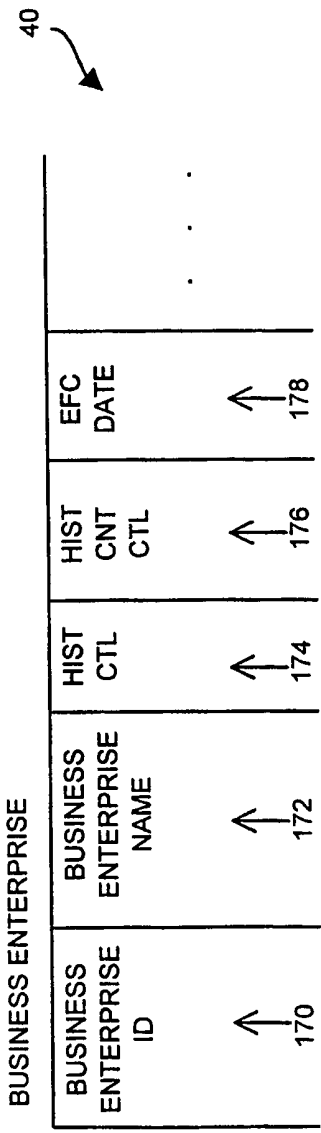 BUSINESS ENTERPRISE
40
BUSINESS
ENTERPRISE
ID
BUSINESS
ENTERPRISE
NAME
HIST
CTL
HIST
CNT
CTL
EFC
DATE
. . .
170
172
174
176
178